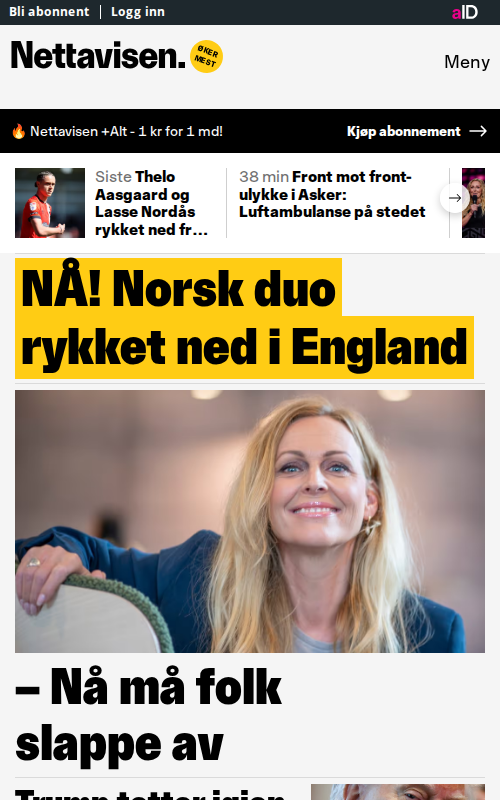 Bli abonnent
Logg inn
aID
Nettavisen.
ØKER
MEST
Meny
🔥 Nettavisen +Alt - 1 kr for 1 md!
Kjøp abonnement →
Siste Thelo
Aasgaard og
Lasse Nordås
rykket ned fr…
38 min Front mot front-
ulykke i Asker:
Luftambulanse på stedet
NÅ! Norsk duo
rykket ned i England
– Nå må folk
slappe av